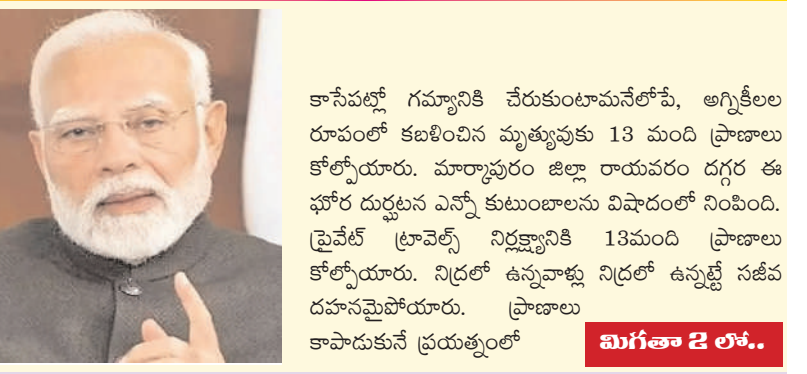 కాసేపట్లో గమ్యానికి చేరుకుంటామనేలోపే, అగ్నికీలల
రూపంలో కబళించిన మృత్యువుకు 13 మంది ప్రాణాలు
కోల్పోయారు. మార్కాపురం జిల్లా రాయవరం దగ్గర ఈ
ఘోర దుర్ఘటన ఎన్నో కుటుంబాలను విషాదంలో నింపింది.
ప్రైవేట్ ట్రావెల్స్ నిర్లక్ష్యానికి 13మంది ప్రాణాలు
కోల్పోయారు. నిద్రలో ఉన్నవాళ్లు నిద్రలో ఉన్నట్టే సజీవ
దహనమైపోయారు. ప్రాణాలు
కాపాడుకునే ప్రయత్నంలో
మిగతా 2 లో..